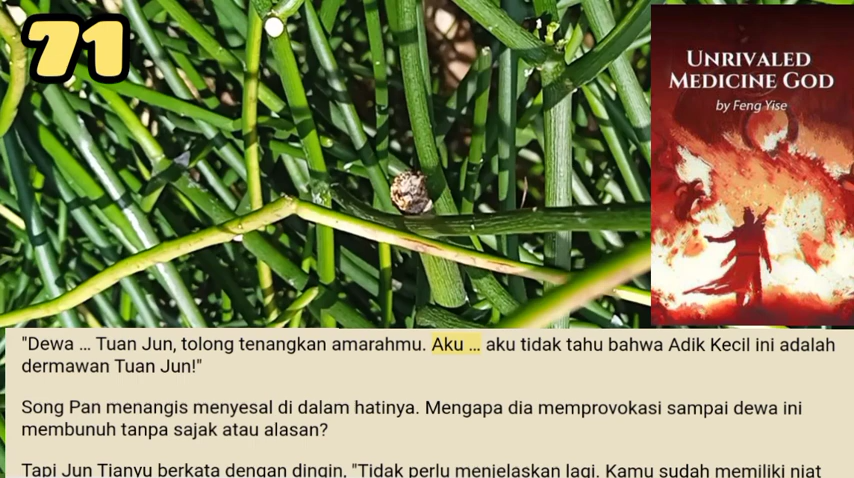 71
UNRIVALED
MEDICINE GOD
by Feng Yise
"Dewa ... Tuan Jun, tolong tenangkan amarahmu. Aku ... aku tidak tahu bahwa Adik Kecil ini adalah
dermawan Tuan Jun!"
Song Pan menangis menyesal di dalam hatinya. Mengapa dia memprovokasi sampai dewa ini
membunuh tanpa sajak atau alasan?
Tapi Jun Tianyu berkata dengan dingin, "Tidak perlu menjelaskan lagi. Kamu sudah memiliki niat